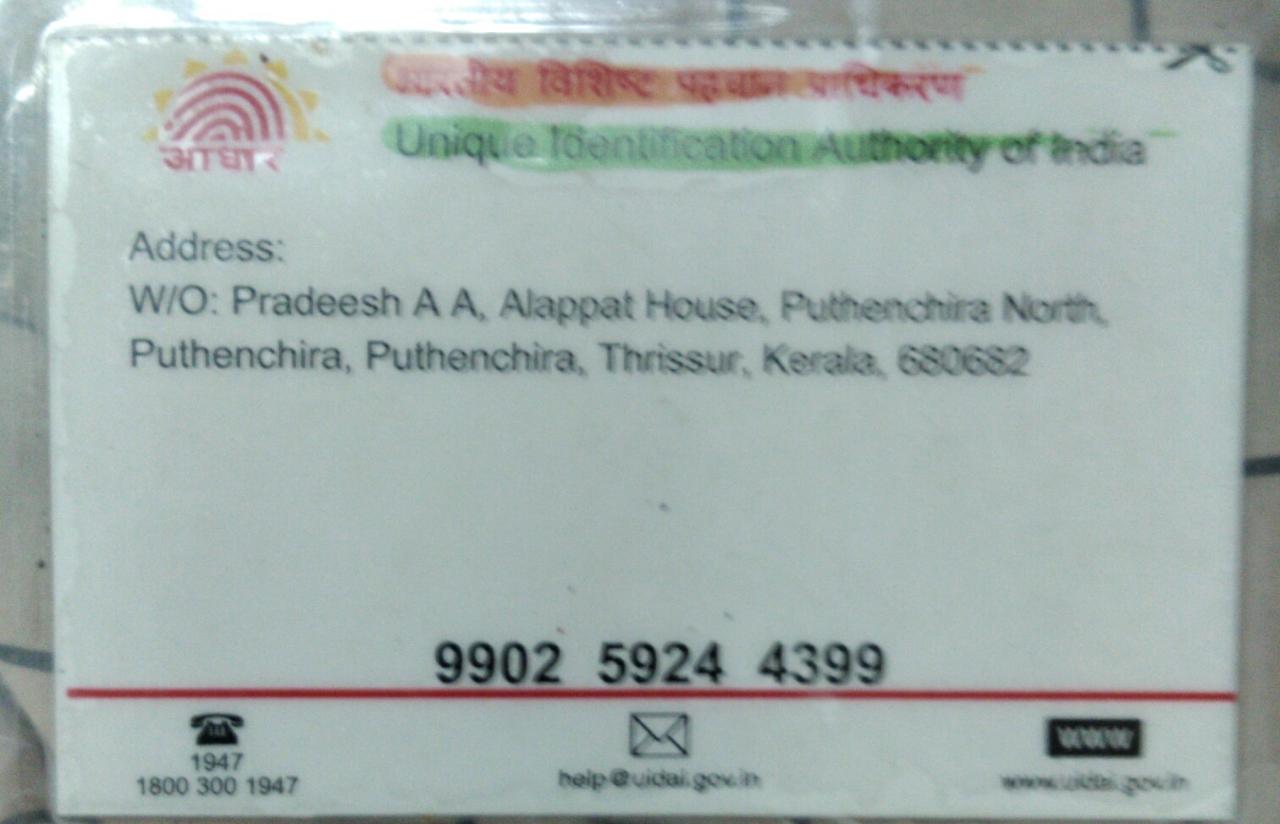 आधार
भारतीय विशिष्ट पहचान प्राधिकरण
Unique Identification Authority of India
Address:
W/O: Pradeesh A A, Alappat House, Puthenchira North,
Puthenchira, Puthenchira, Thrissur, Kerala, 680682
9902 5924 4399
1947
1800 300 1947
help@uidai.gov.in
WWW
www.uidai.gov.in